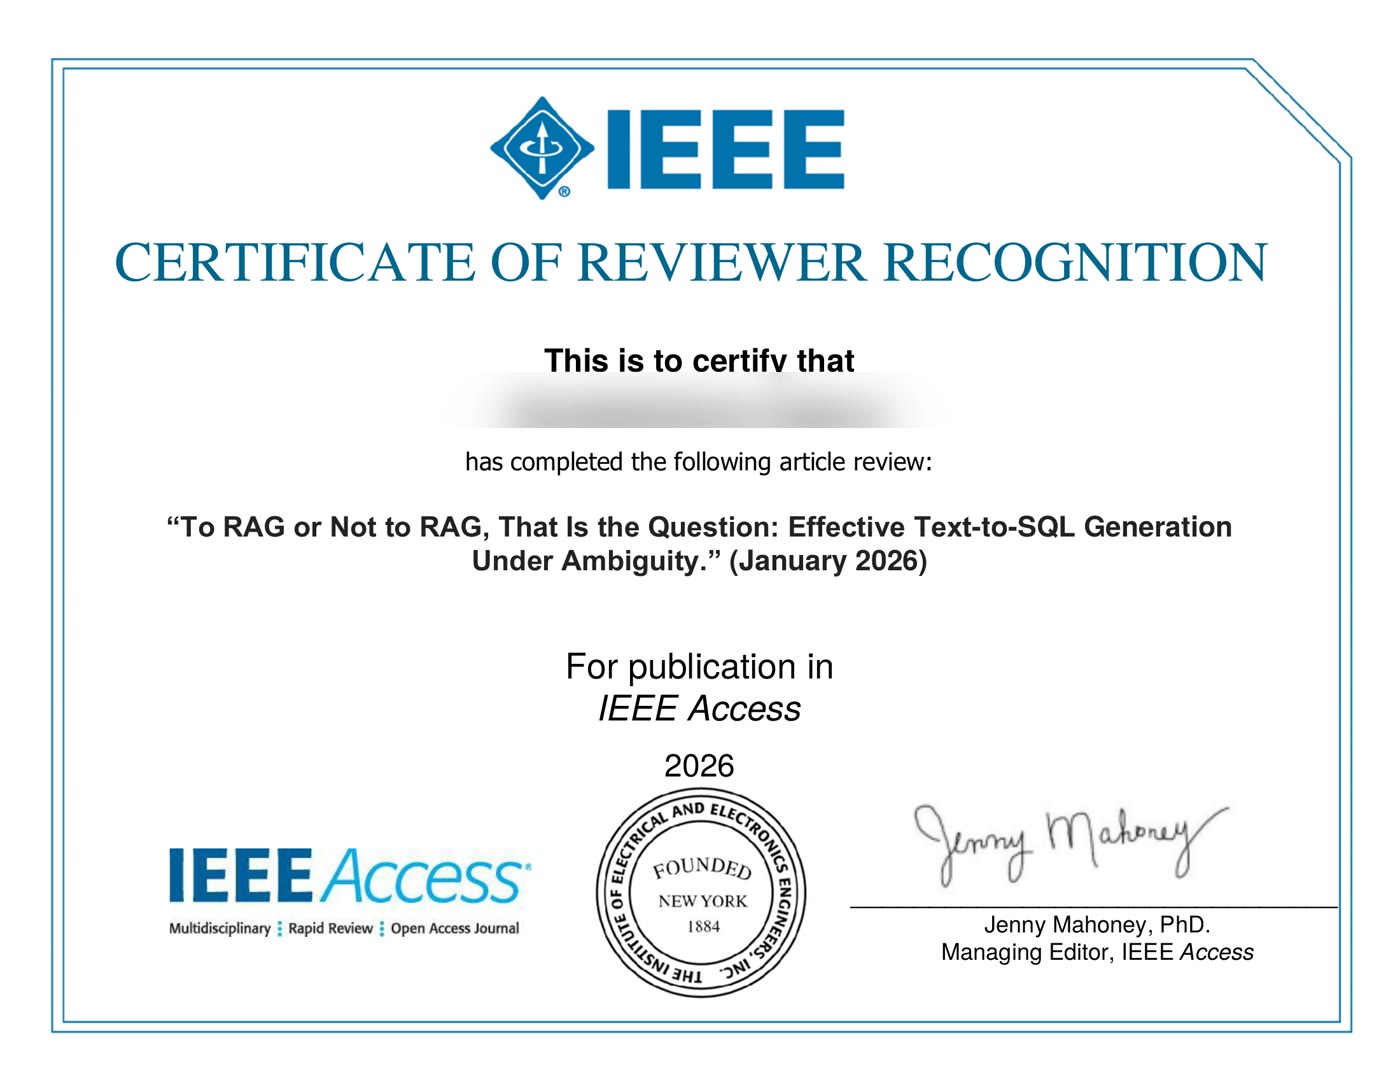 IEEE
®
CERTIFICATE OF REVIEWER RECOGNITION
This is to certify that
has completed the following article review:
“To RAG or Not to RAG, That Is the Question: Effective Text-to-SQL Generation
Under Ambiguity.” (January 2026)
For publication in
IEEE Access
2026
THE INSTITUTE OF ELECTRICAL AND ELECTRONICS ENGINEERS, INC.
FOUNDED
NEW YORK
1884
IEEE Access®
Multidisciplinary ⋮ Rapid Review ⋮ Open Access Journal
Jenny Mahoney
Jenny Mahoney, PhD.
Managing Editor, IEEE Access